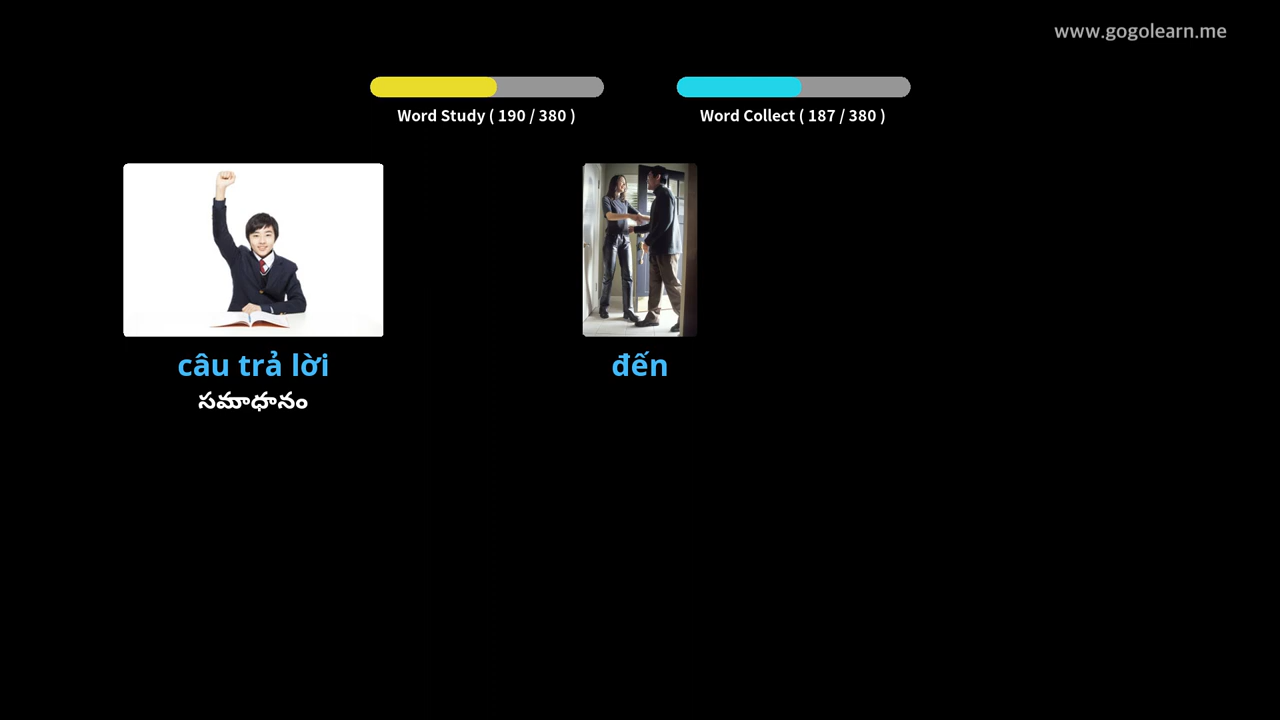 www.gogolearn.me
Word Study ( 190 / 380 )
Word Collect ( 187 / 380 )
câu trả lời
సమాధానం
đến